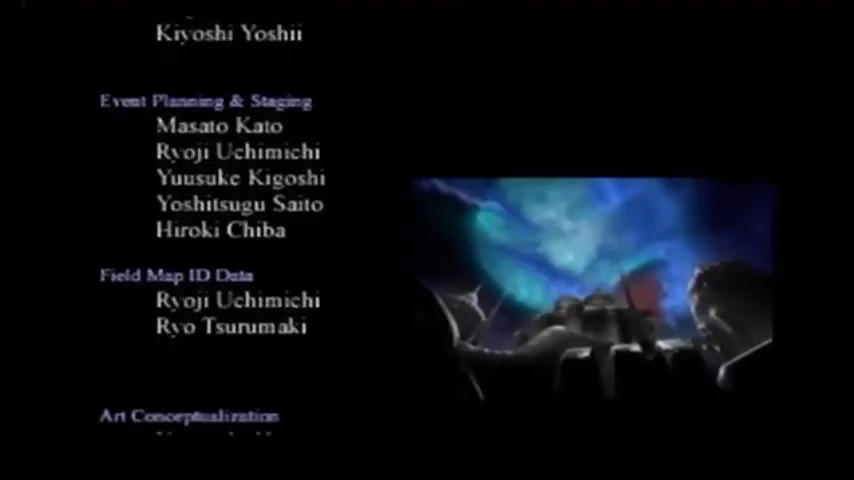 Kiyoshi Yoshii
Event Planning & Staging
Masato Kato
Ryoji Uchimichi
Yuusuke Kigoshi
Yoshitsugu Saito
Hiroki Chiba
Field Map ID Data
Ryoji Uchimichi
Ryo Tsurumaki
Art Conceptualization